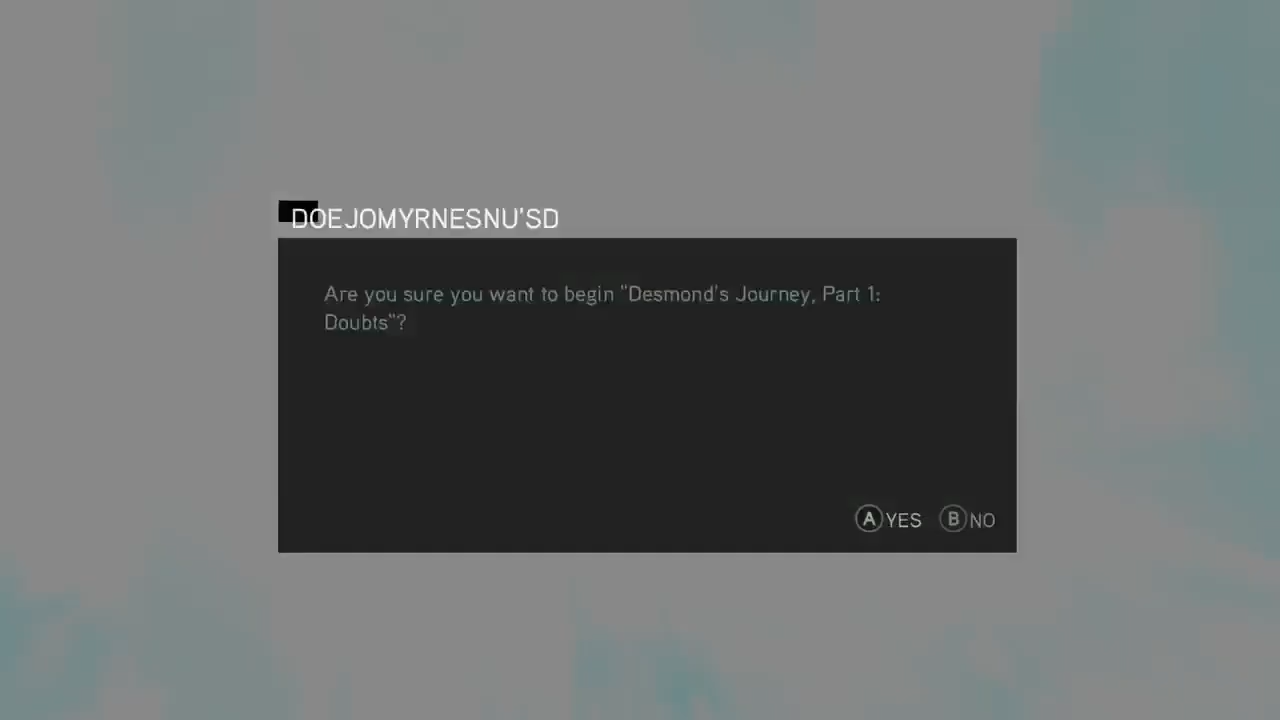 DOEJOMYRNESNU'SD
Are you sure you want to begin "Desmond's Journey, Part 1:
Doubts"?
A YES B NO